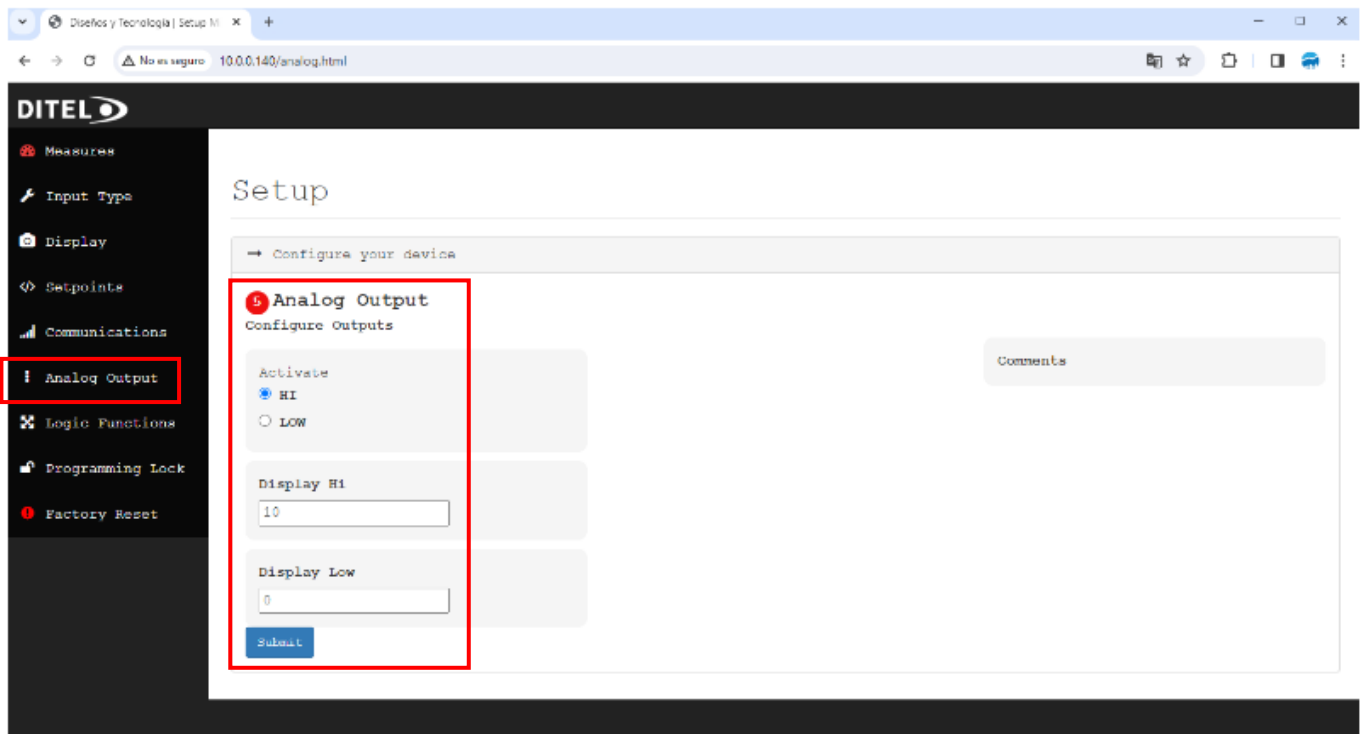 Diseños y Tecnología | Setup M
No es seguro
10.0.0.140/analog.html
DITEL
Measures
Input Type
Display
Setpoints
Communications
Analog Output
Logic Functions
Programming Lock
Factory Reset
Setup
Configure your device
5 Analog Output
Configure Outputs
Activate
HI
LOW
Display Hi
10
Display Low
0
Submit
Comments